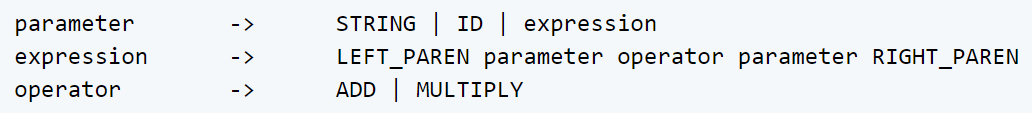 parameter -> STRING | ID | expression
expression -> LEFT_PAREN parameter operator parameter RIGHT_PAREN
operator -> ADD | MULTIPLY